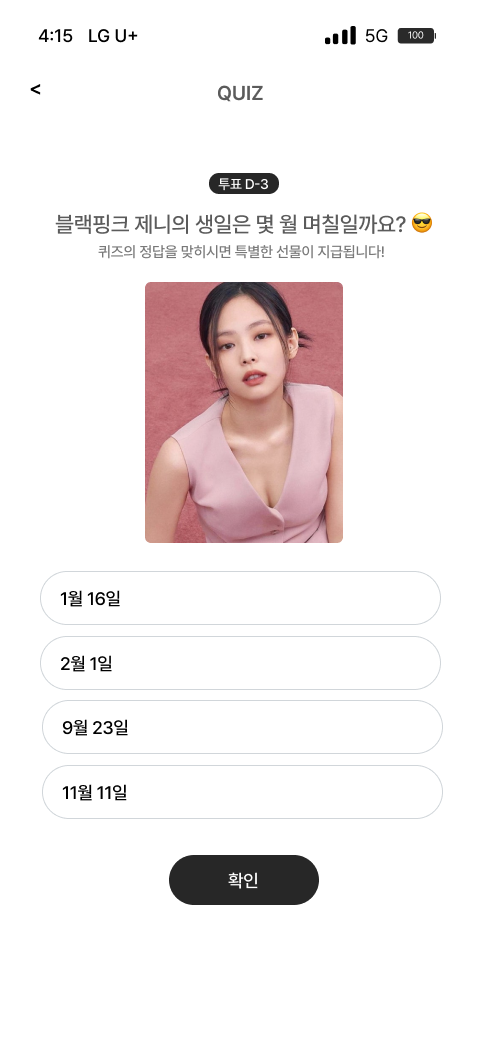 4:15 LG U+ 5G 100
< QUIZ
투표 D-3
블랙핑크 제니의 생일은 몇 월 며칠일까요? 😎
퀴즈의 정답을 맞히시면 특별한 선물이 지급됩니다!
1월 16일
2월 1일
9월 23일
11월 11일
확인